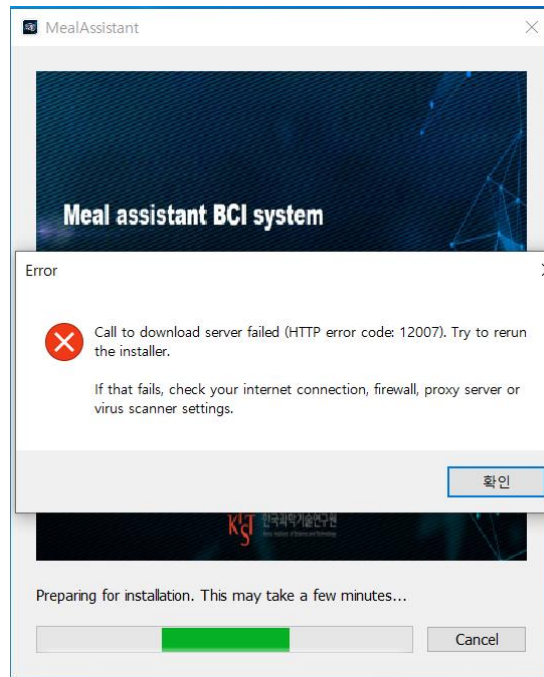 MealAssistant
Meal assistant BCI system
Error
Call to download server failed (HTTP error code: 12007). Try to rerun
the installer.
If that fails, check your internet connection, firewall, proxy server or
virus scanner settings.
확인
KIST 한국과학기술연구원
Preparing for installation. This may take a few minutes...
Cancel